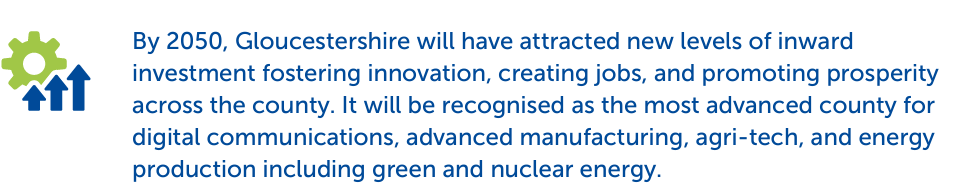 By 2050, Gloucestershire will have attracted new levels of inward
investment fostering innovation, creating jobs, and promoting prosperity
across the county. It will be recognised as the most advanced county for
digital communications, advanced manufacturing, agri-tech, and energy
production including green and nuclear energy.